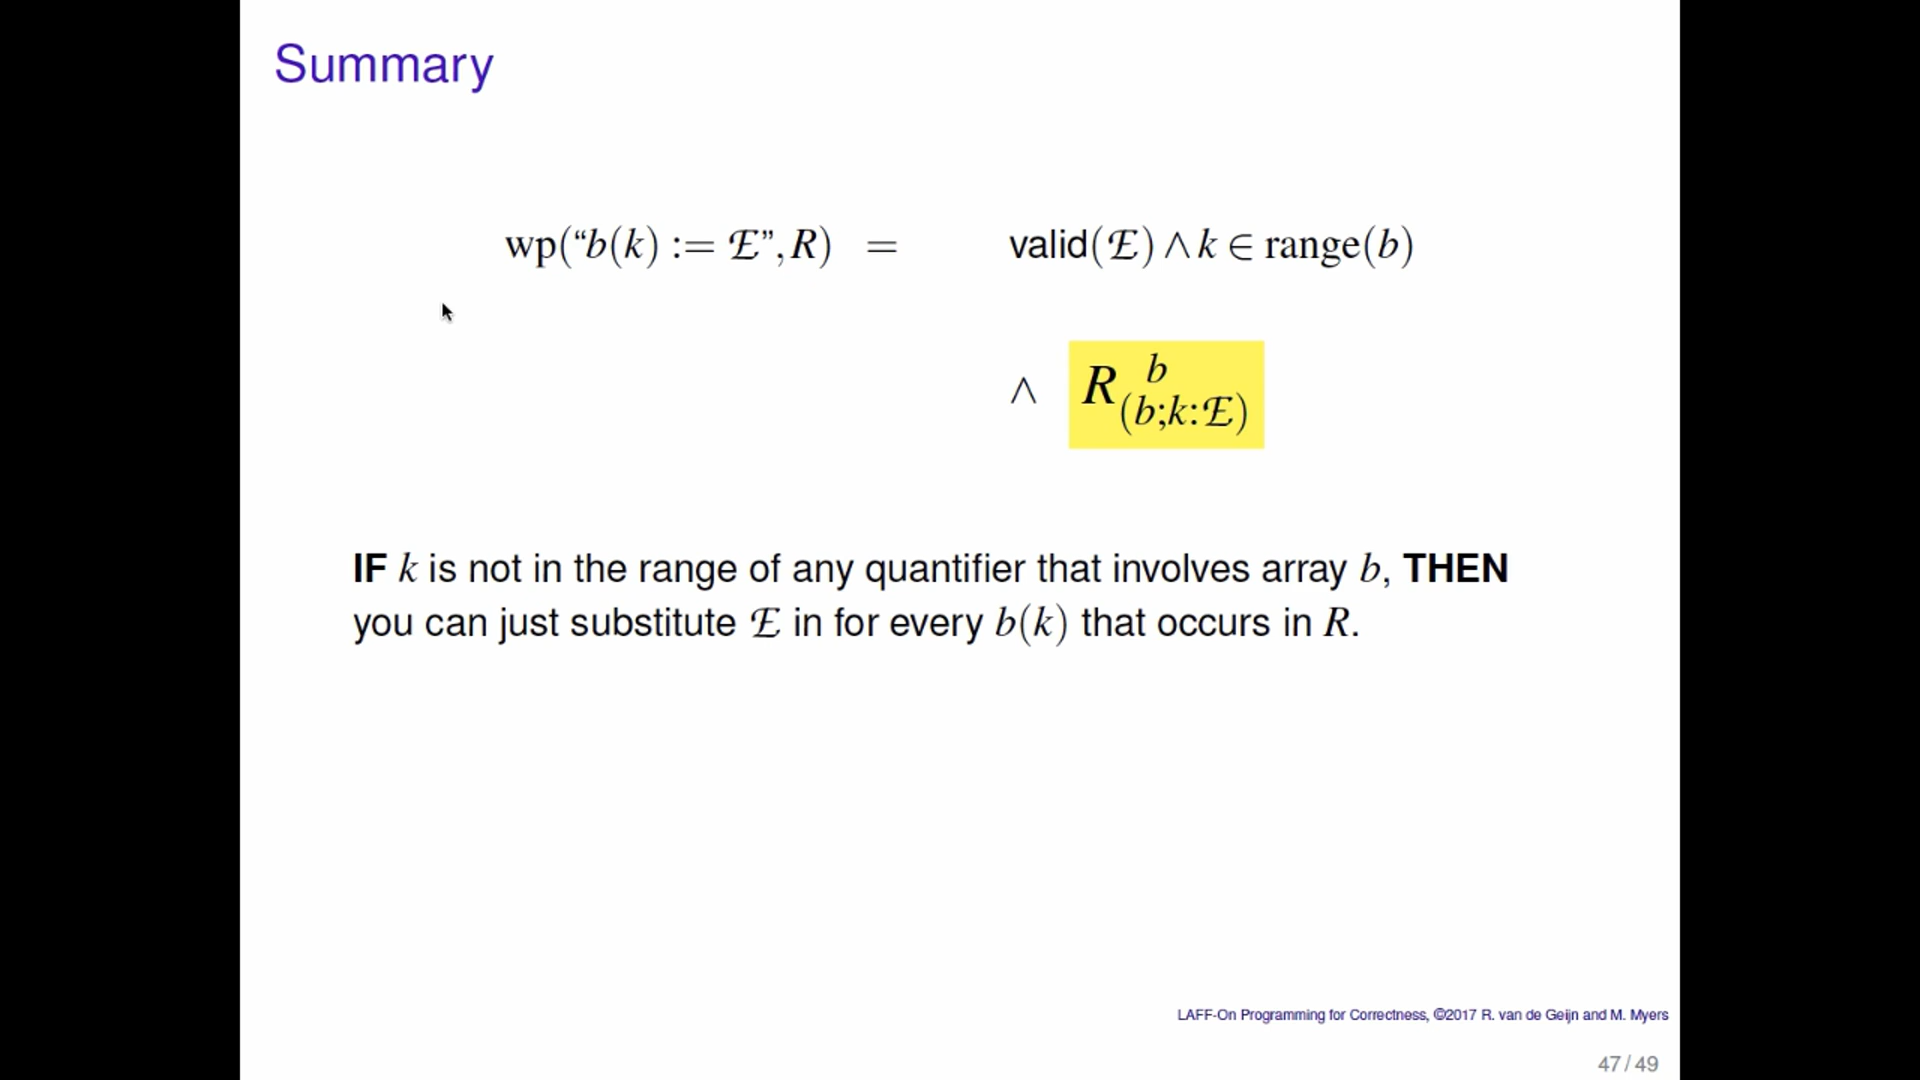 Summary
wp(“b(k) := ℰ”, R) = valid(ℰ) ∧ k ∈ range(b)
∧ R^b_(b;k:ℰ)
IF k is not in the range of any quantifier that involves array b, THEN
you can just substitute ℰ in for every b(k) that occurs in R.
LAFF-On Programming for Correctness, ©2017 R. van de Geijn and M. Myers
47 / 49